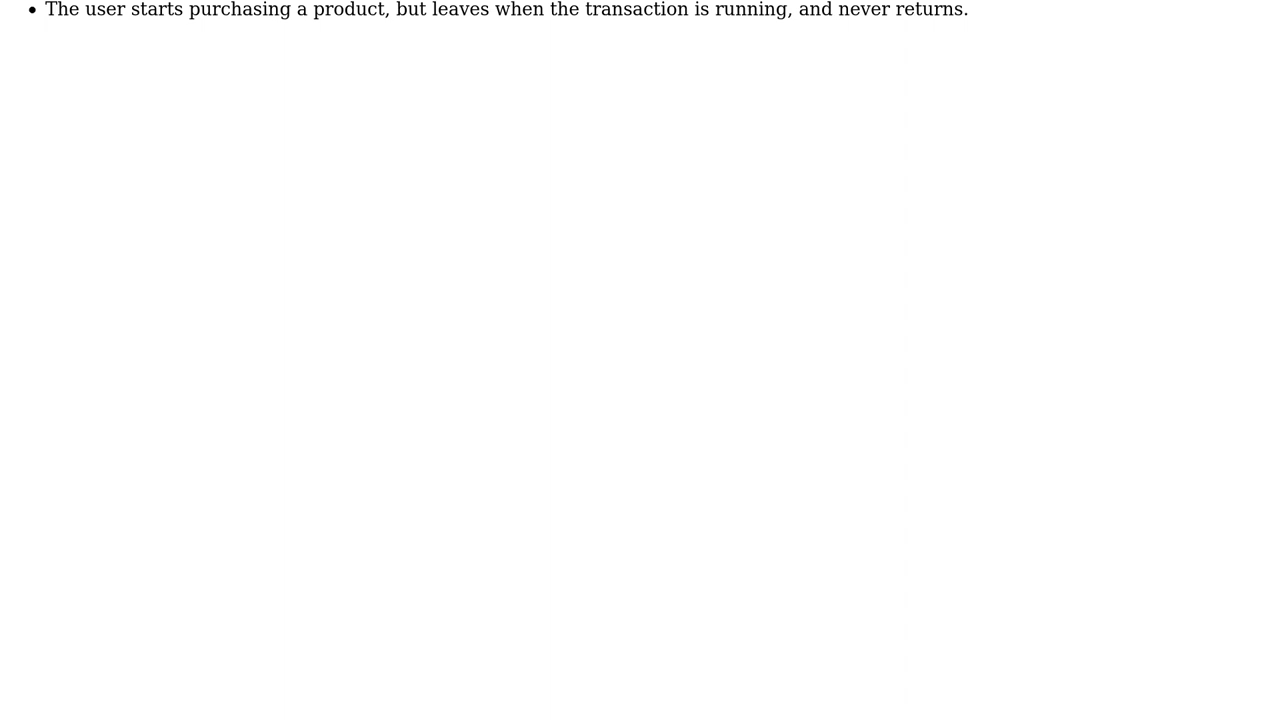 • The user starts purchasing a product, but leaves when the transaction is running, and never returns.